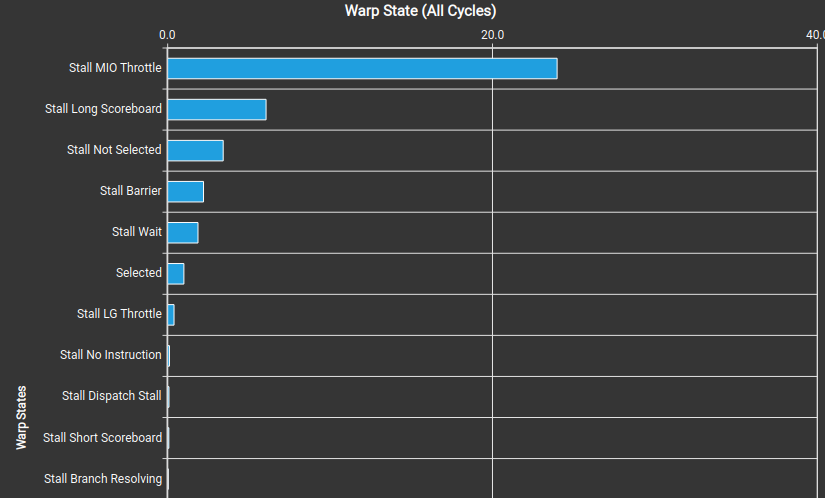 Warp State (All Cycles)
0.0 20.0 40.0
Stall MIO Throttle
Stall Long Scoreboard
Stall Not Selected
Stall Barrier
Stall Wait
Selected
Stall LG Throttle
Stall No Instruction
Stall Dispatch Stall
Stall Short Scoreboard
Stall Branch Resolving
Warp States